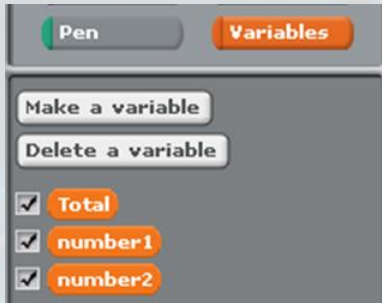 Pen Variables
Make a variable
Delete a variable
Total
number1
number2